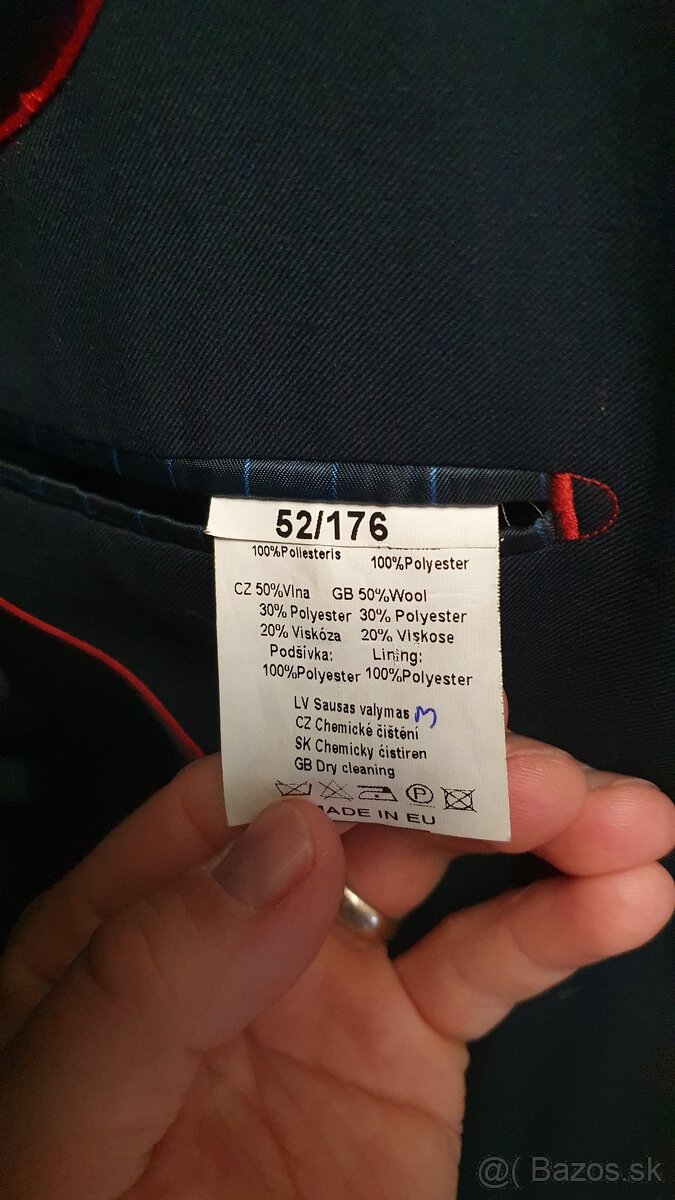 52/176
100%Poliesteris 100%Polyester
CZ 50%Vlna GB 50%Wool
30% Polyester 30% Polyester
20% Viskóza 20% Viskose
Podšívka: Lining:
100%Polyester 100%Polyester
LV Sausas valymas
CZ Chemické čištění
SK Chemicky čistiren
GB Dry cleaning
P
MADE IN EU
@( Bazos.sk